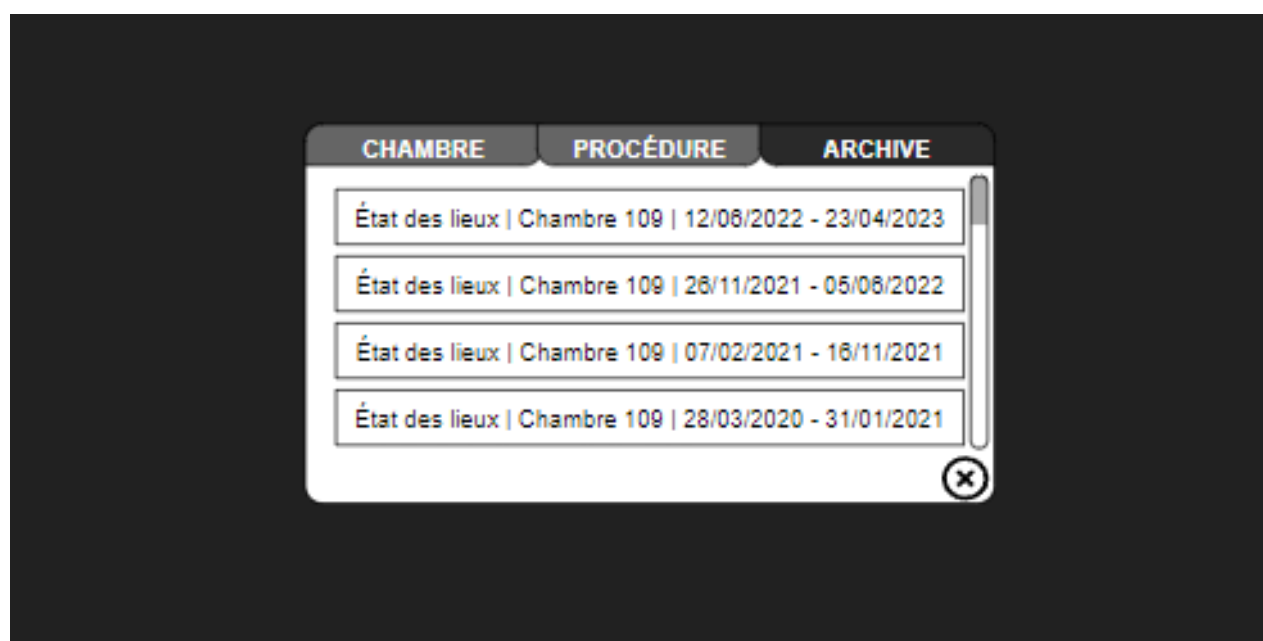 CHAMBRE PROCÉDURE ARCHIVE
État des lieux | Chambre 109 | 12/06/2022 - 23/04/2023
État des lieux | Chambre 109 | 26/11/2021 - 05/06/2022
État des lieux | Chambre 109 | 07/02/2021 - 16/11/2021
État des lieux | Chambre 109 | 28/03/2020 - 31/01/2021